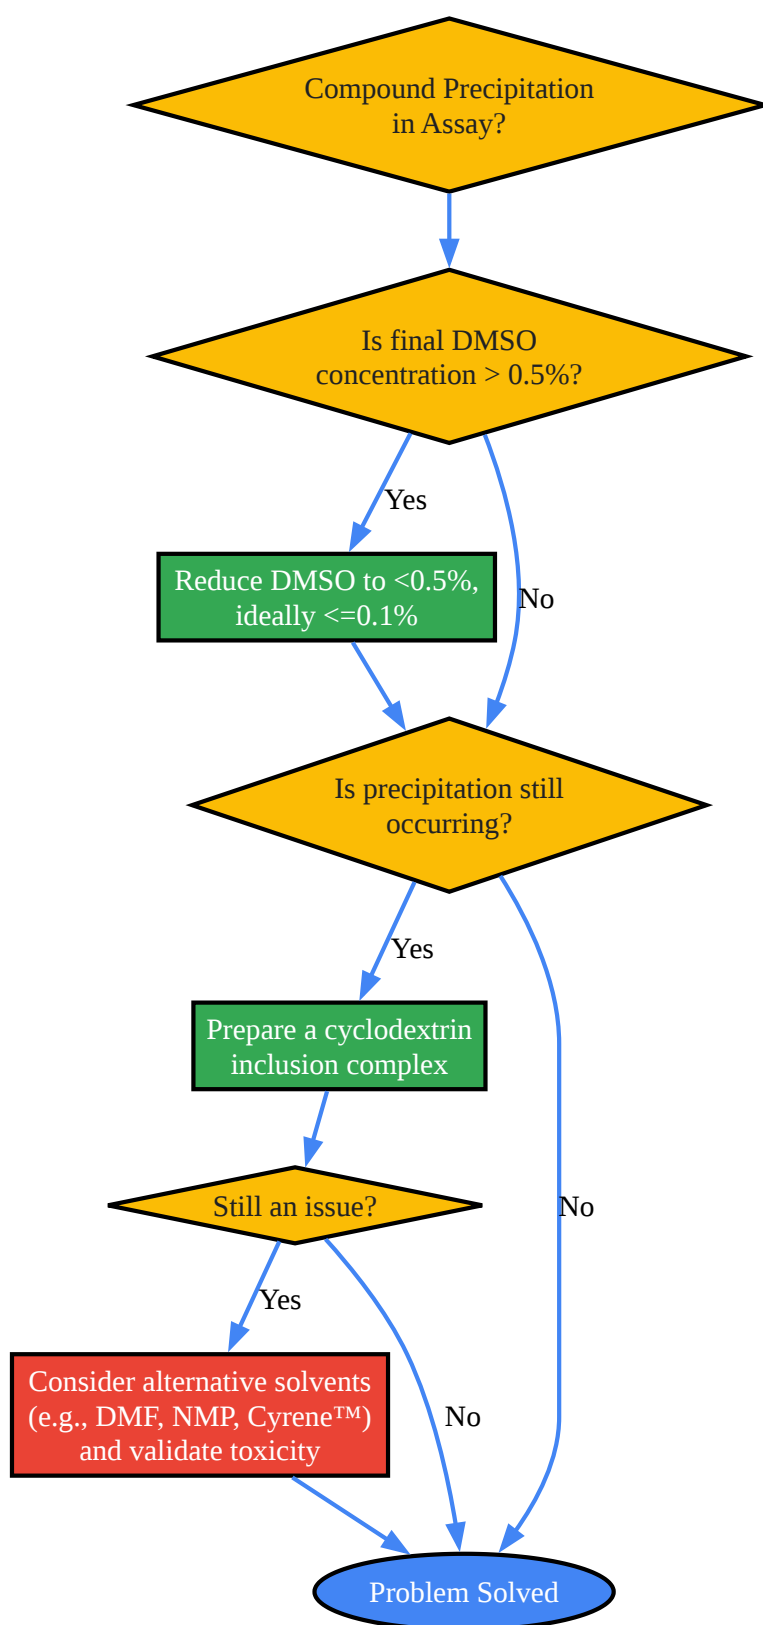 Compound Precipitation
in Assay?
Is final DMSO
concentration > 0.5%?
Yes
Reduce DMSO to <0.5%,
ideally <=0.1%
No
Is precipitation still
occurring?
Yes
Prepare a cyclodextrin
inclusion complex
Still an issue?
No
Yes
Consider alternative solvents
(e.g., DMF, NMP, Cyrene™)
and validate toxicity
No
Problem Solved